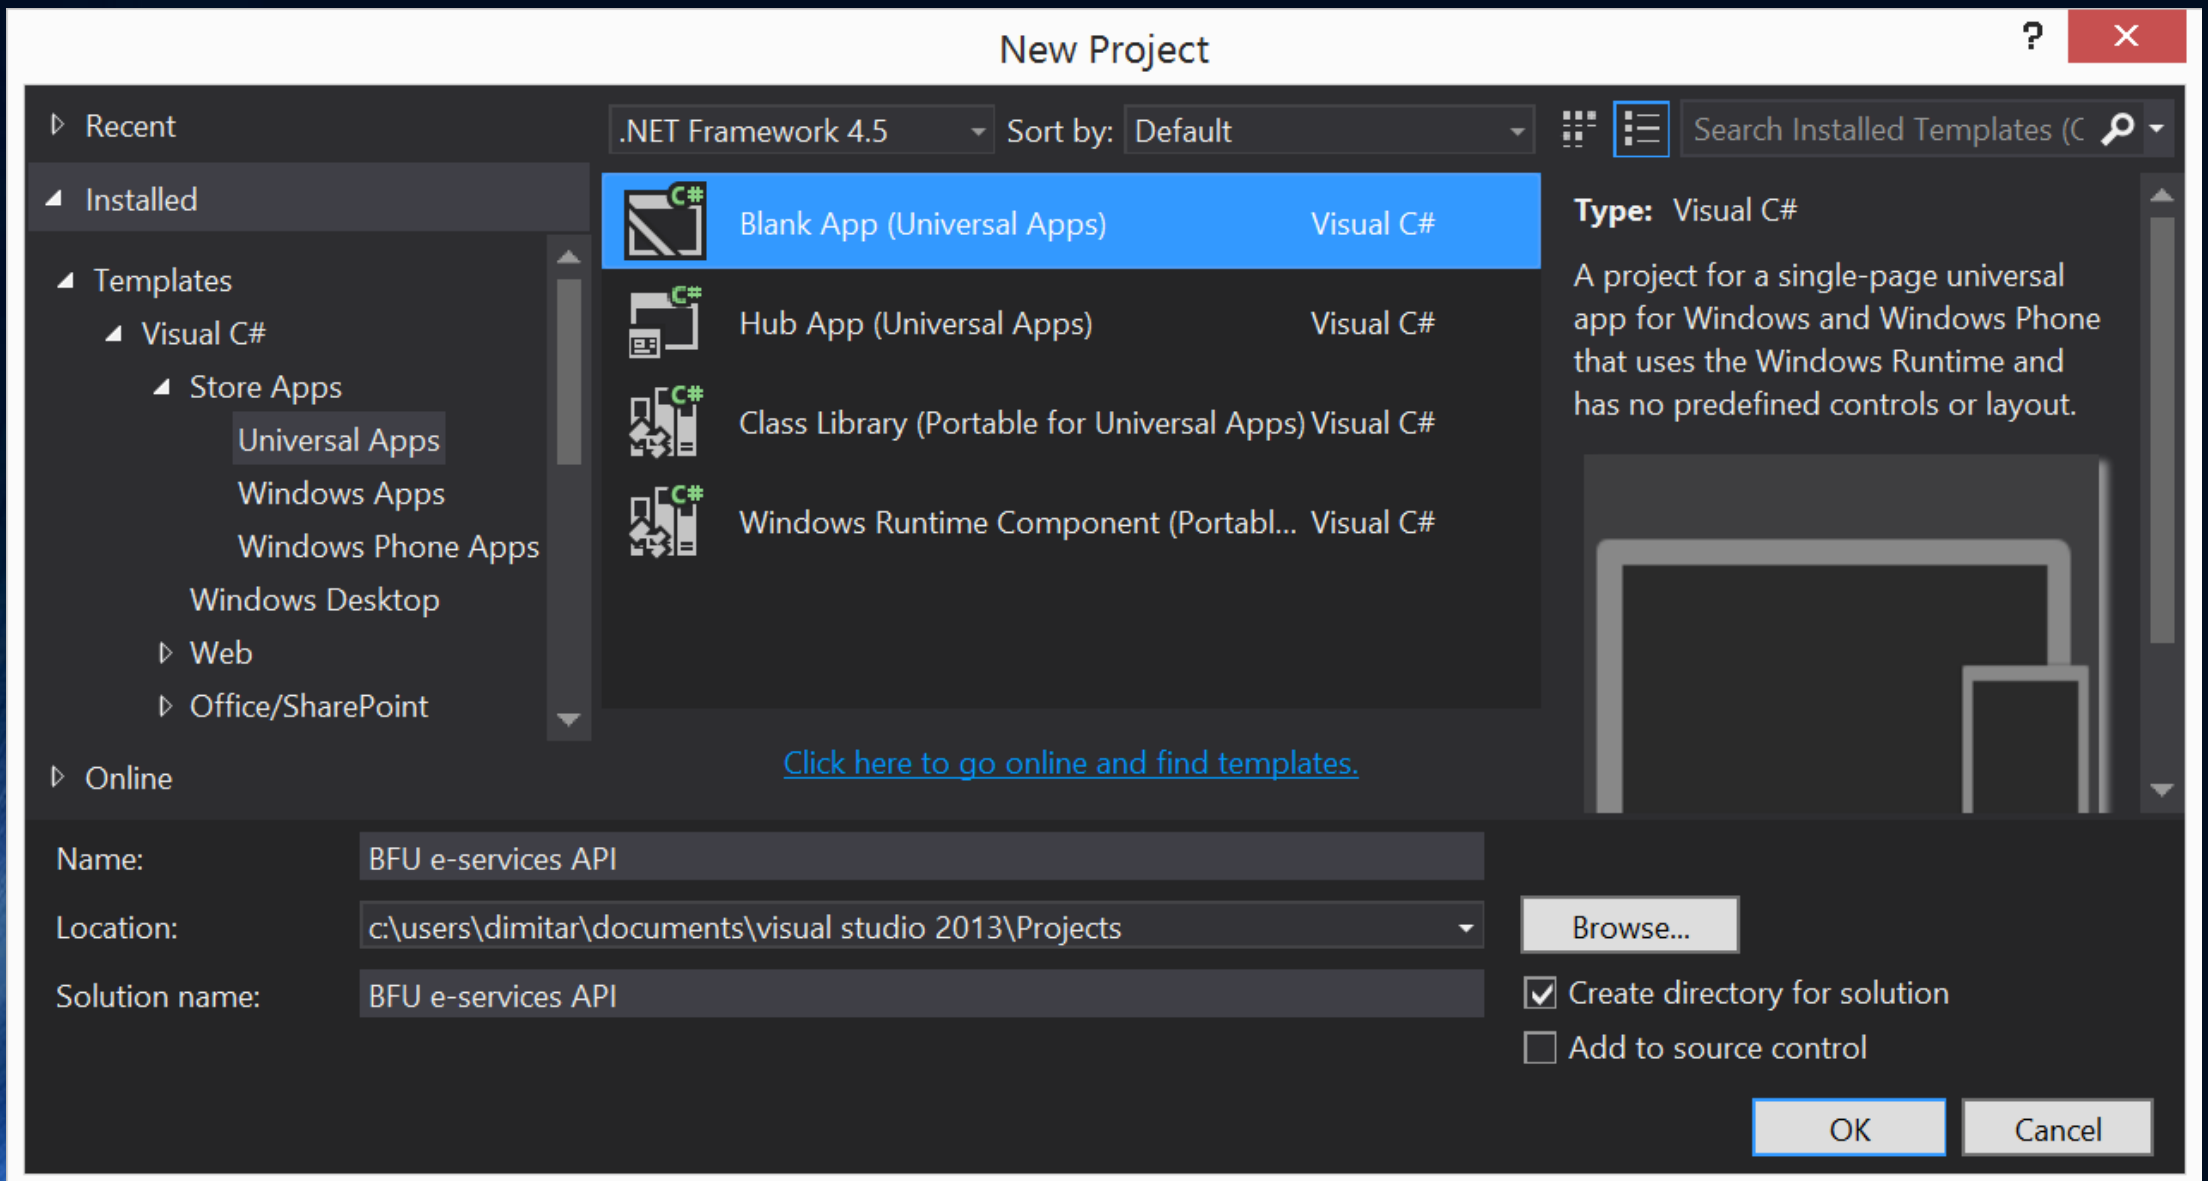 New Project
?
Recent
.NET Framework 4.5
Sort by:
Default
Search Installed Templates (C
Installed
Templates
Visual C#
Store Apps
Universal Apps
Windows Apps
Windows Phone Apps
Windows Desktop
Web
Office/SharePoint
Online
C# Blank App (Universal Apps) Visual C#
C# Hub App (Universal Apps) Visual C#
C# Class Library (Portable for Universal Apps) Visual C#
C# Windows Runtime Component (Portabl... Visual C#
Click here to go online and find templates.
Type: Visual C#
A project for a single-page universal
app for Windows and Windows Phone
that uses the Windows Runtime and
has no predefined controls or layout.
Name: BFU e-services API
Location: c:\users\dimitar\documents\visual studio 2013\Projects
Browse...
Solution name: BFU e-services API
Create directory for solution
Add to source control
OK
Cancel